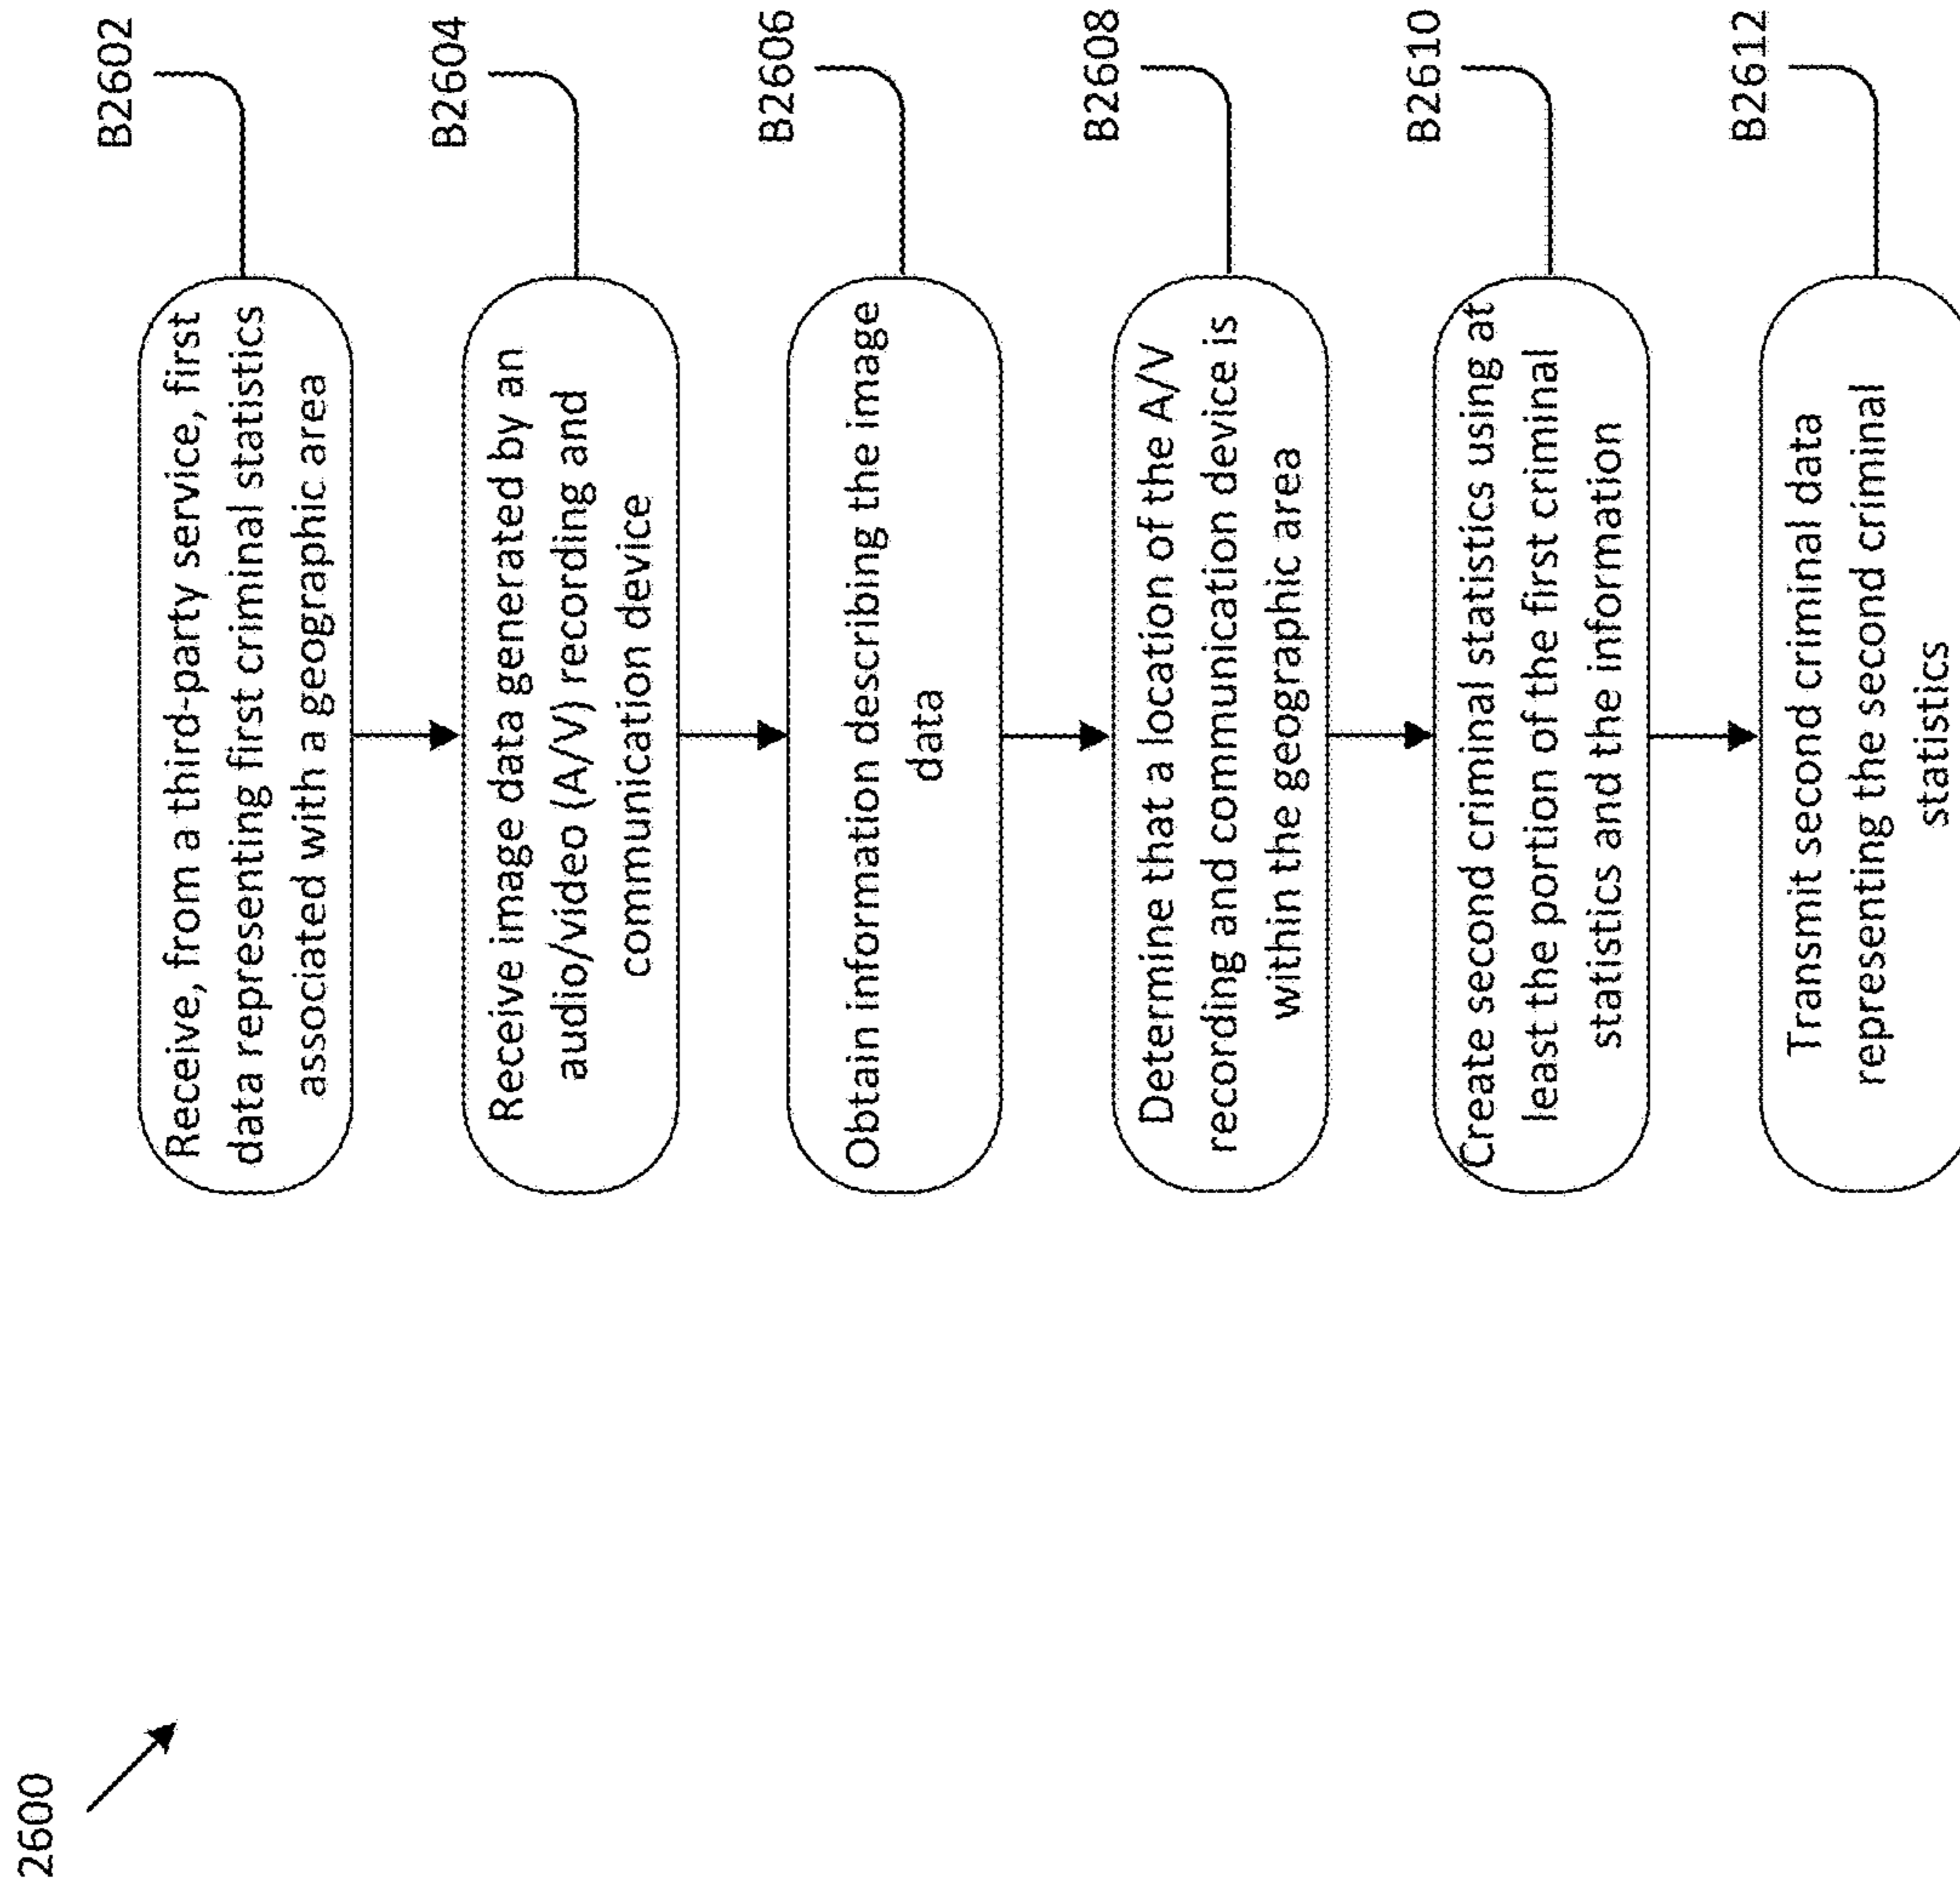 2600
B2602
Receive, from a third-party service, first
data representing first criminal statistics
associated with a geographic area
B2604
Receive image data generated by an
audio/video (A/V) recording and
communication device
B2606
Obtain information describing the image
data
B2608
Determine that a location of the A/V
recording and communication device is
within the geographic area
B2610
Create second criminal statistics using at
least the portion of the first criminal
statistics and the information
B2612
Transmit second criminal data
representing the second criminal
statistics